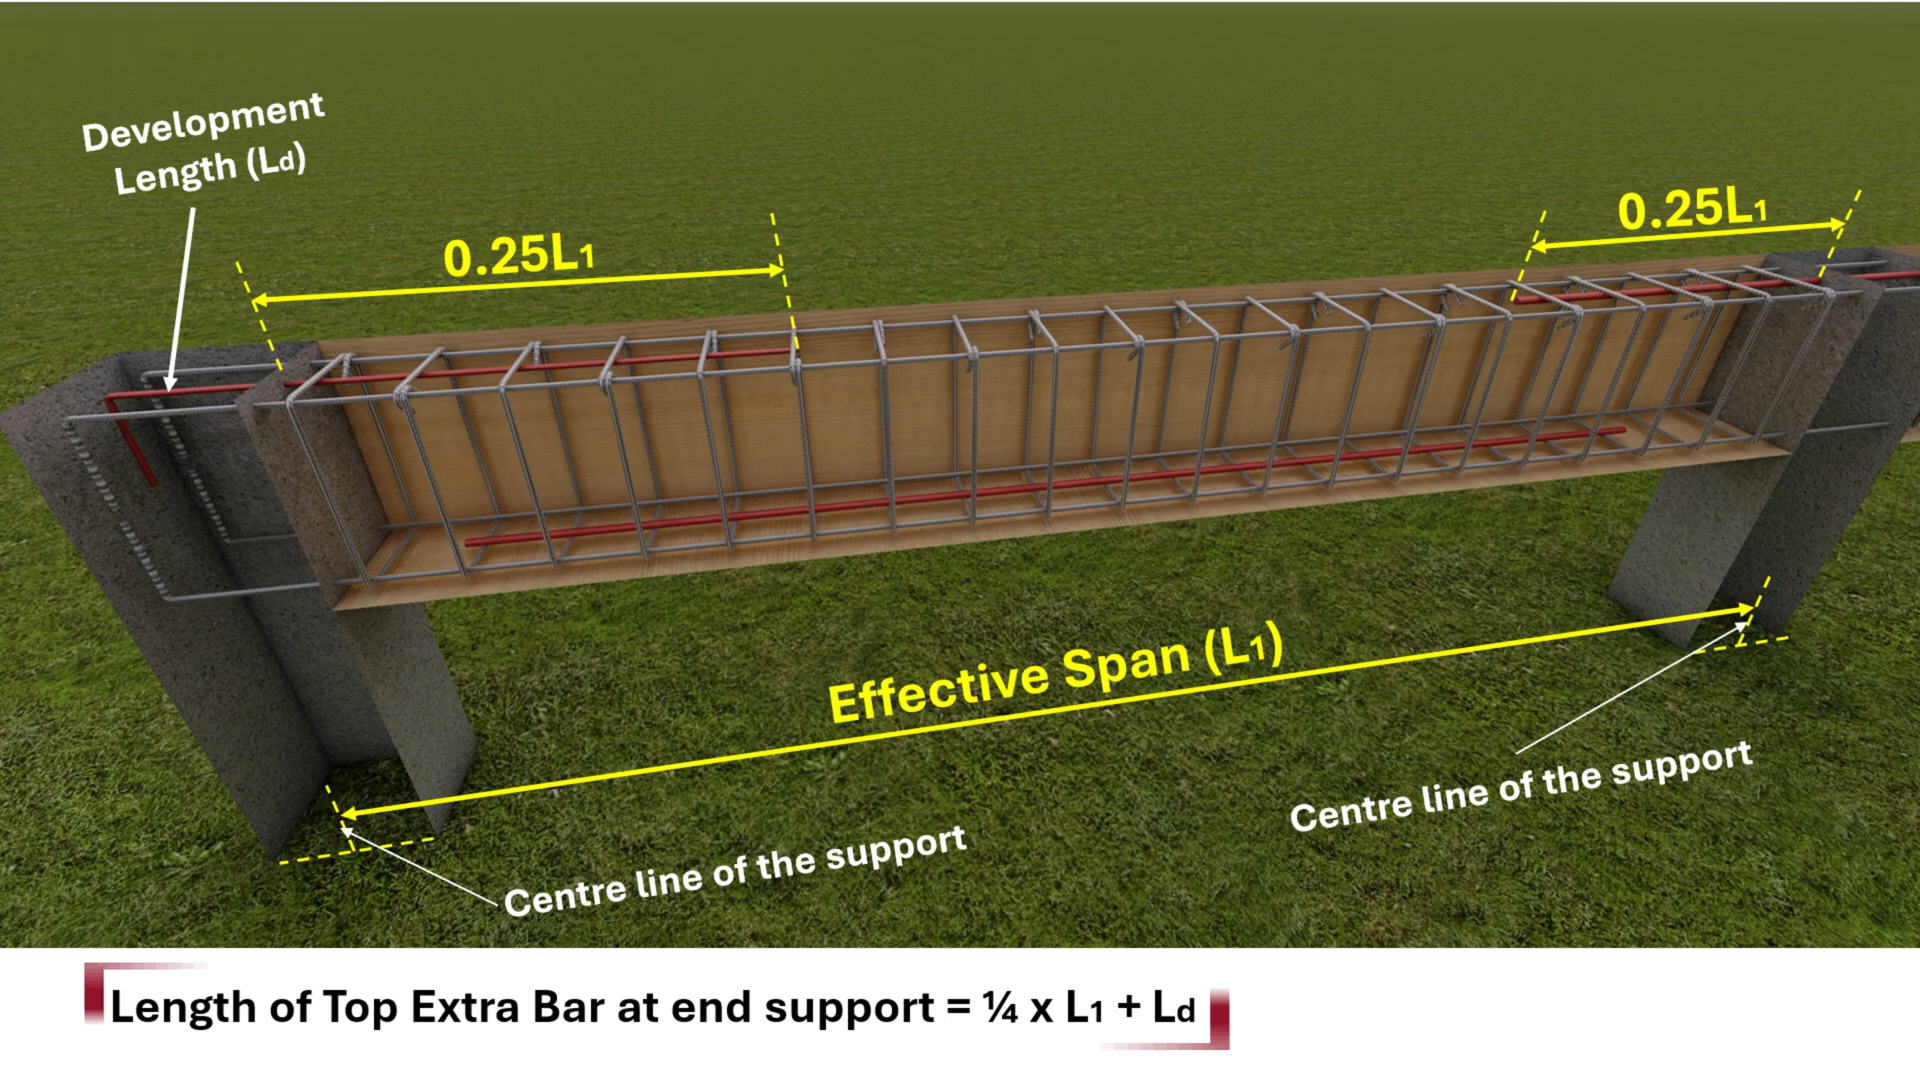 Development
Length (Ld)
0.25L1
0.25L1
Effective Span (L1)
Centre line of the support
Centre line of the support
Length of Top Extra Bar at end support = ¼ x L1 + Ld